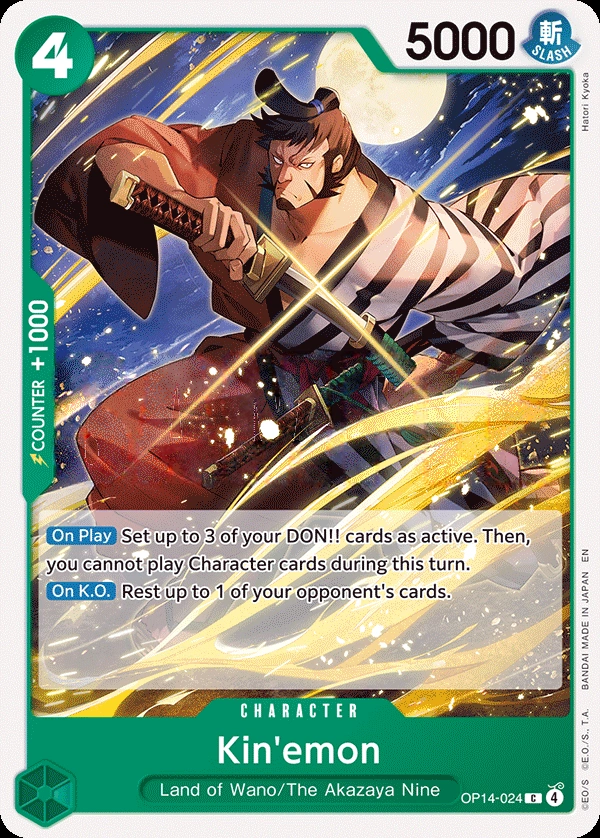 4
5000
斬
SLASH
Hatori Kyoka
COUNTER +1000
On Play Set up to 3 of your DON!! cards as active. Then,
you cannot play Character cards during this turn.
On K.O. Rest up to 1 of your opponent's cards.
CHARACTER
Kin'emon
Land of Wano/The Akazaya Nine
OP14-024 C 4
©E.O/S ©E.O./S., T.A. BANDAI MADE IN JAPAN EN